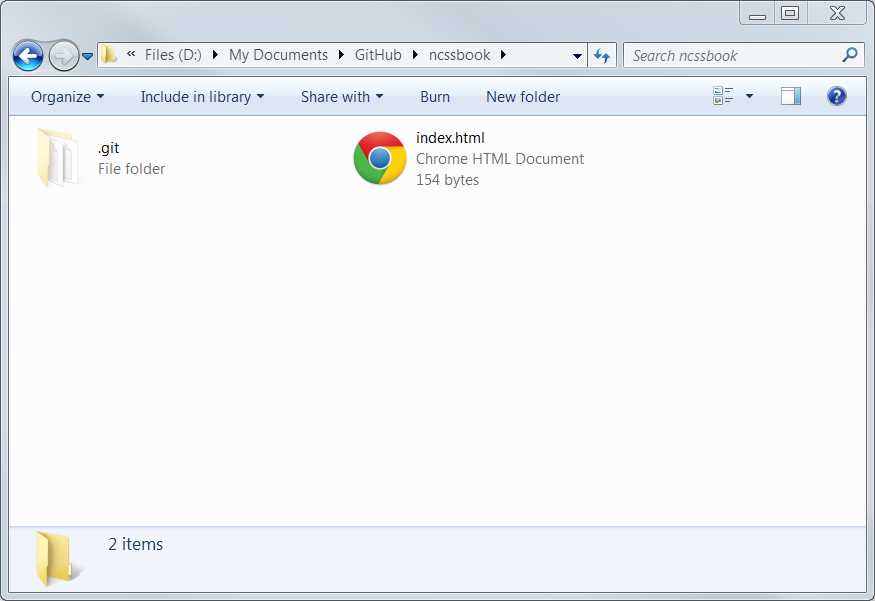 « Files (D:) My Documents GitHub ncssbook Search ncssbook
Organize Include in library Share with Burn New folder ?
.git
File folder
index.html
Chrome HTML Document
154 bytes
2 items